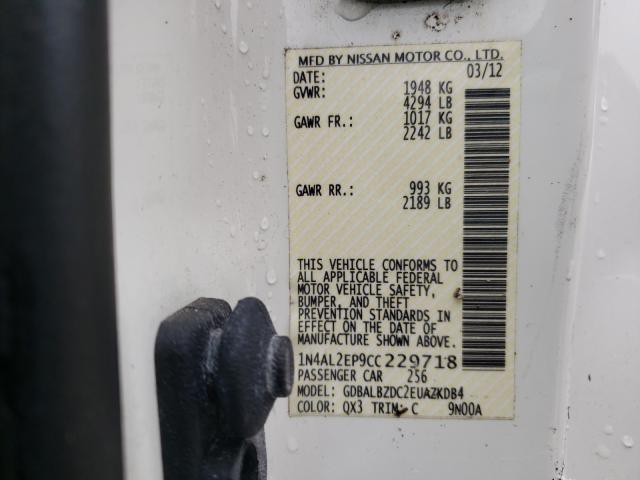 MFD BY NISSAN MOTOR CO., LTD.
DATE: 03/12
GVWR: 1948 KG
4294 LB
GAWR FR.: 1017 KG
2242 LB
GAWR RR.: 993 KG
2189 LB
THIS VEHICLE CONFORMS TO
ALL APPLICABLE FEDERAL
MOTOR VEHICLE SAFETY,
BUMPER, AND THEFT
PREVENTION STANDARDS IN
EFFECT ON THE DATE OF
MANUFACTURE SHOWN ABOVE.
1N4AL2EP9CC229718
PASSENGER CAR 256
MODEL: GDBALBZDC2EUAZKDB4
COLOR: QX3 TRIM: C 9N00A